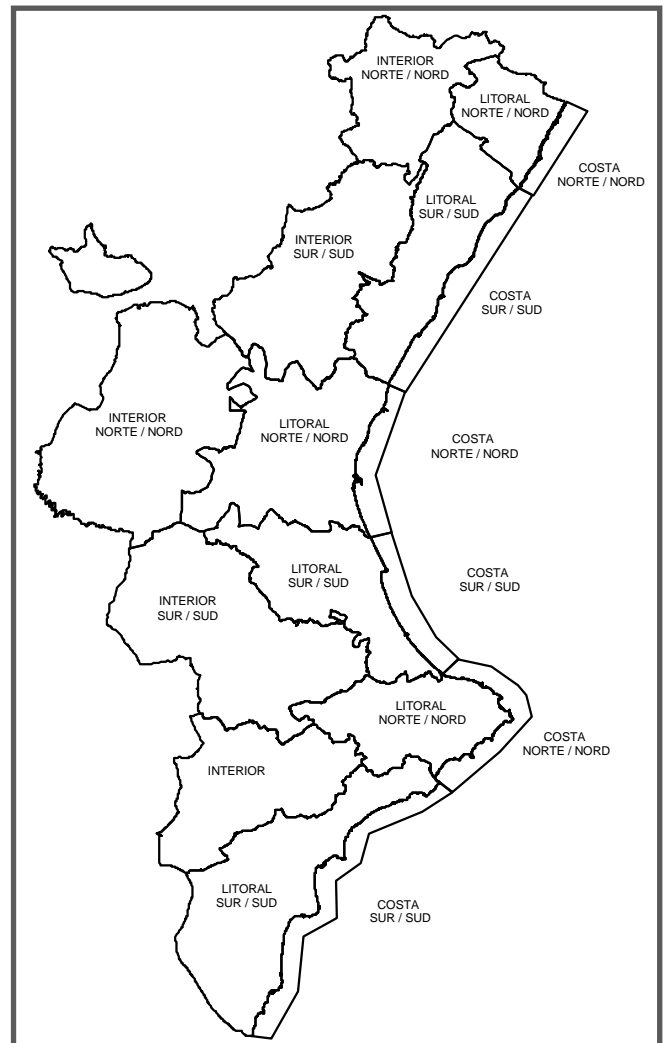 INTERIOR
NORTE / NORD
LITORAL
NORTE / NORD
COSTA
NORTE / NORD
LITORAL
SUR / SUD
INTERIOR
SUR / SUD
COSTA
SUR / SUD
INTERIOR
NORTE / NORD
LITORAL
NORTE / NORD
COSTA
NORTE / NORD
LITORAL
SUR / SUD
COSTA
SUR / SUD
INTERIOR
SUR / SUD
LITORAL
NORTE / NORD
COSTA
NORTE / NORD
INTERIOR
LITORAL
SUR / SUD
COSTA
SUR / SUD